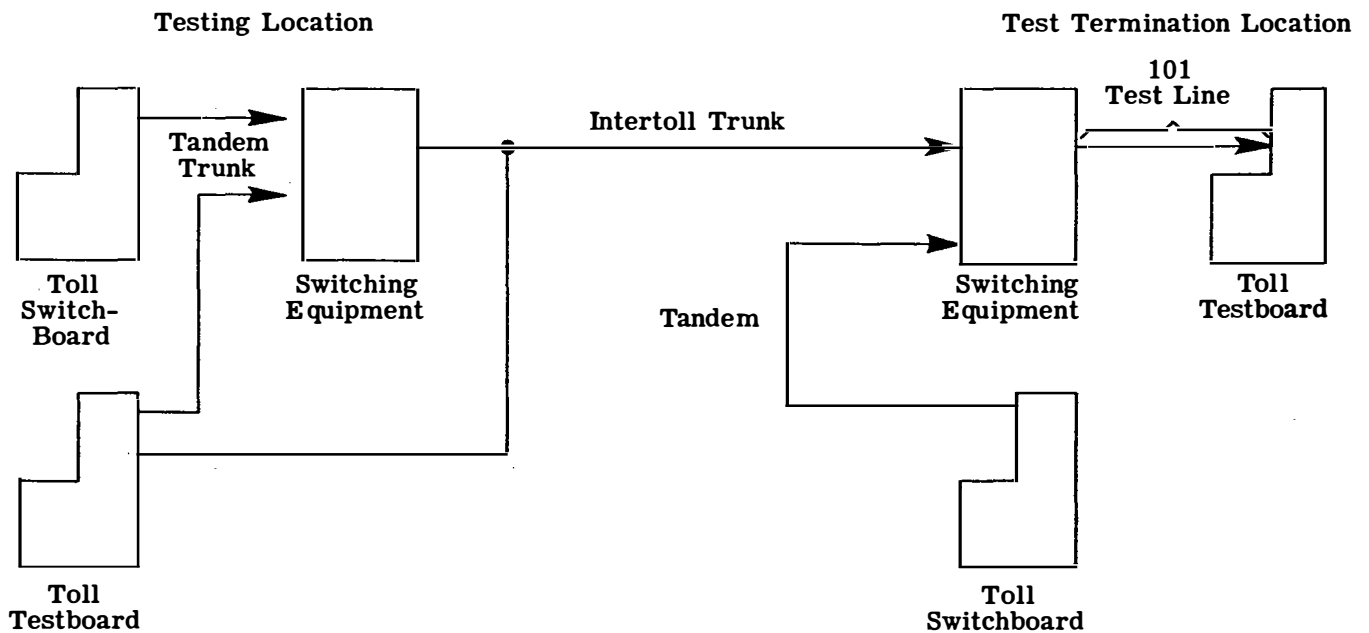 Testing Location
Test Termination Location
101
Test Line
Tandem
Trunk
Intertoll Trunk
Toll
Switch-
Board
Switching
Equipment
Tandem
Switching
Equipment
Toll
Testboard
Toll
Testboard
Toll
Switchboard